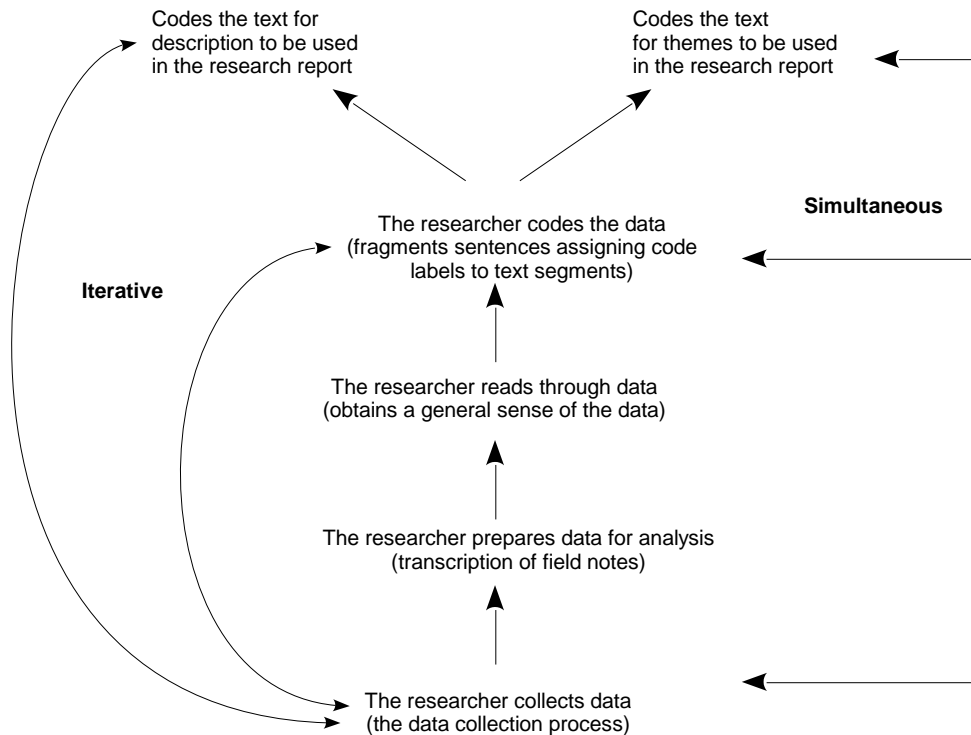 Codes the text for
description to be used
in the research report
Codes the text
for themes to be used
in the research report
Simultaneous
The researcher codes the data
(fragments sentences assigning code
labels to text segments)
Iterative
The researcher reads through data
(obtains a general sense of the data)
The researcher prepares data for analysis
(transcription of field notes)
The researcher collects data
(the data collection process)